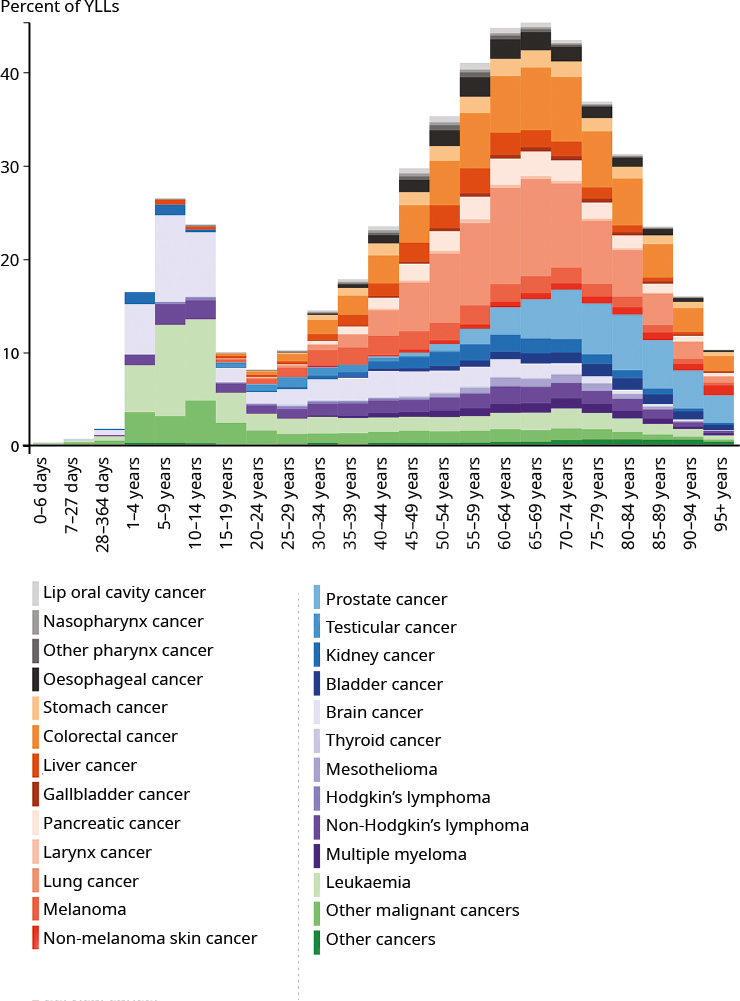 Percent of YLLs
40
30
20
10
0
0–6 days
7–27 days
28–364 days
1–4 years
5–9 years
10–14 years
15–19 years
20–24 years
25–29 years
30–34 years
35–39 years
40–44 years
45–49 years
50–54 years
55–59 years
60–64 years
65–69 years
70–74 years
75–79 years
80–84 years
85–89 years
90–94 years
95+ years
Lip oral cavity cancer
Nasopharynx cancer
Other pharynx cancer
Oesophageal cancer
Stomach cancer
Colorectal cancer
Liver cancer
Gallbladder cancer
Pancreatic cancer
Larynx cancer
Lung cancer
Melanoma
Non-melanoma skin cancer
Prostate cancer
Testicular cancer
Kidney cancer
Bladder cancer
Brain cancer
Thyroid cancer
Mesothelioma
Hodgkin’s lymphoma
Non-Hodgkin’s lymphoma
Multiple myeloma
Leukaemia
Other malignant cancers
Other cancers